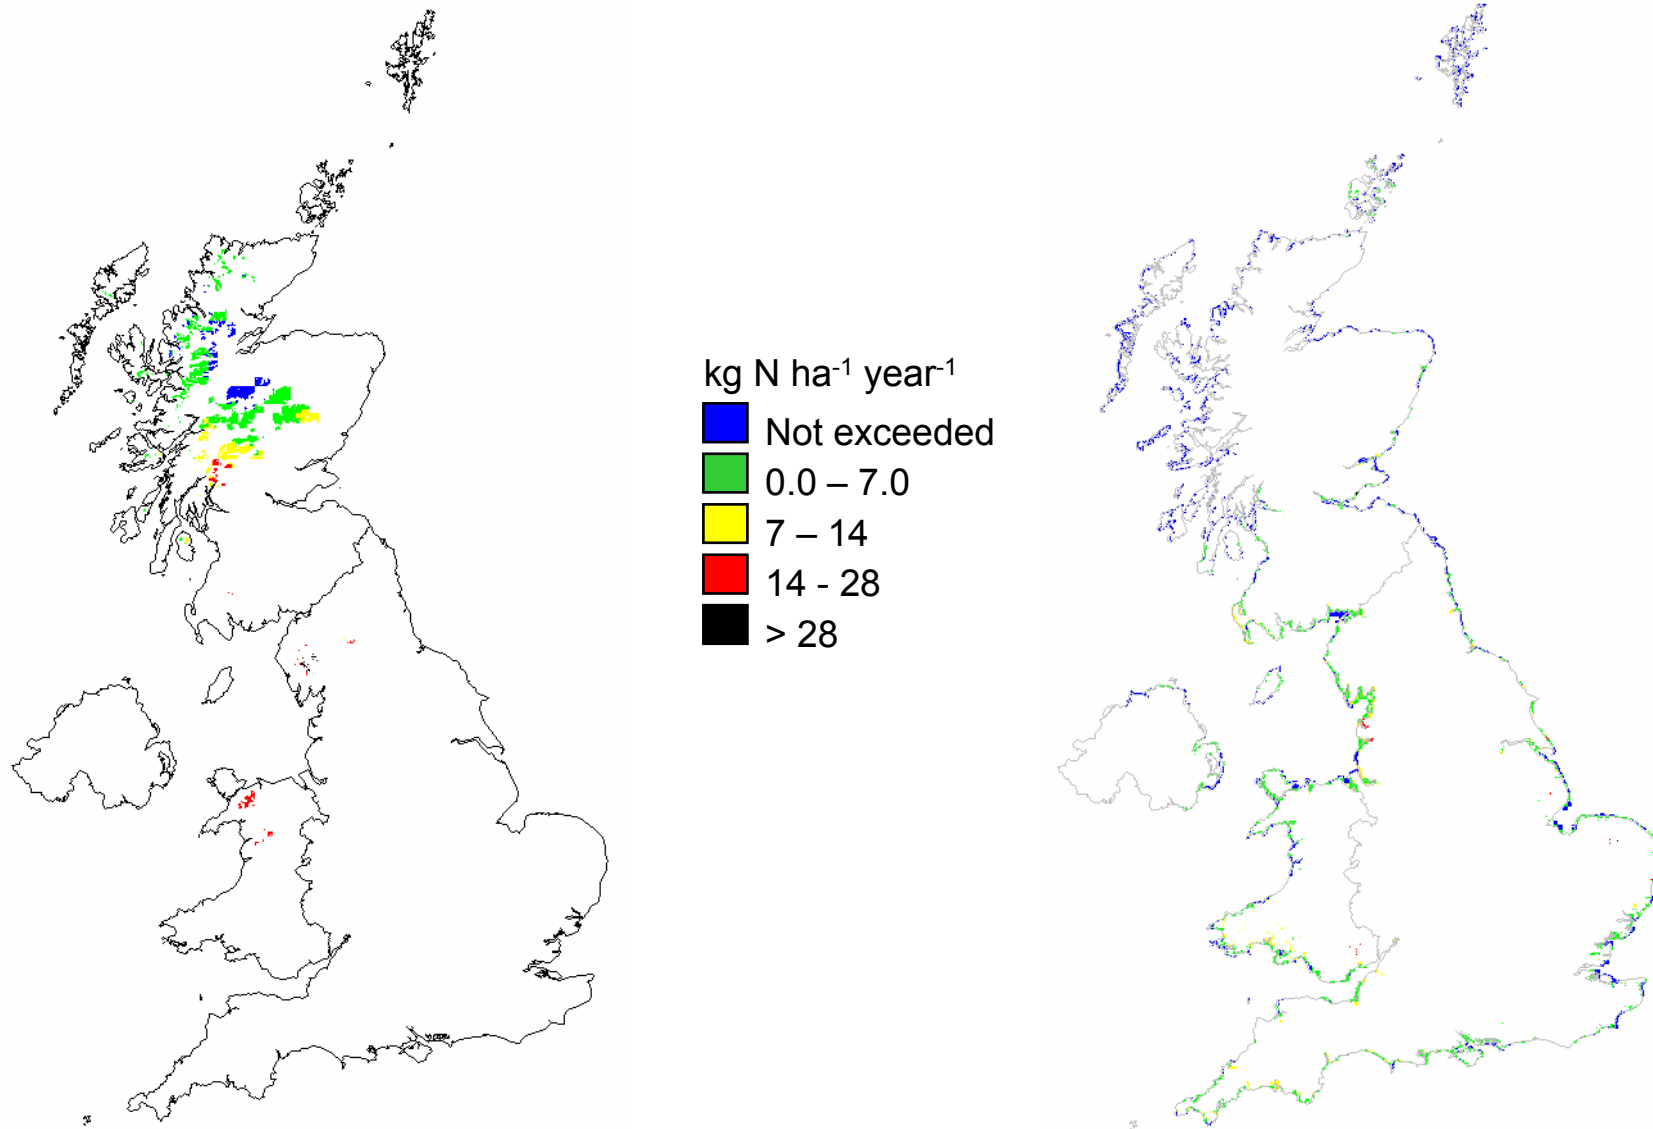 kg N ha⁻¹ year⁻¹
Not exceeded
0.0 – 7.0
7 – 14
14 - 28
> 28